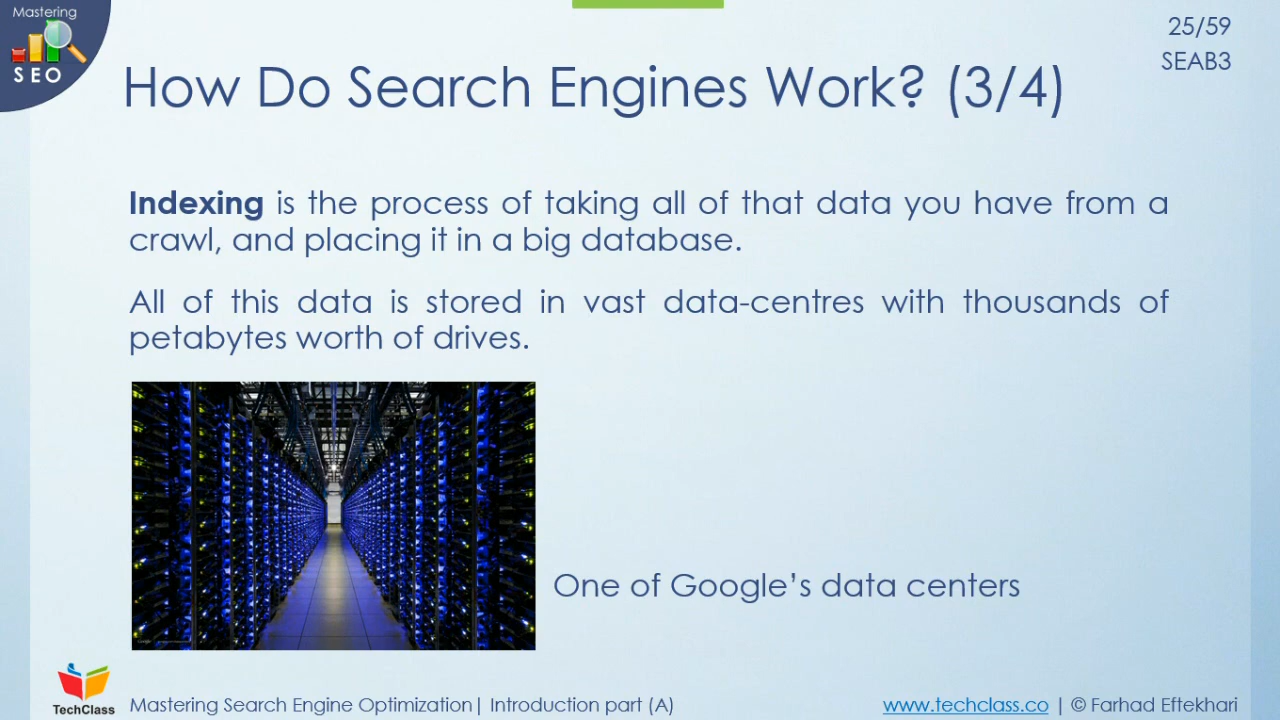 Mastering
SEO
25/59
SEAB3
How Do Search Engines Work? (3/4)
Indexing is the process of taking all of that data you have from a
crawl, and placing it in a big database.
All of this data is stored in vast data-centres with thousands of
petabytes worth of drives.
One of Google’s data centers
TechClass
Mastering Search Engine Optimization| Introduction part (A)
www.techclass.co | © Farhad Eftekhari